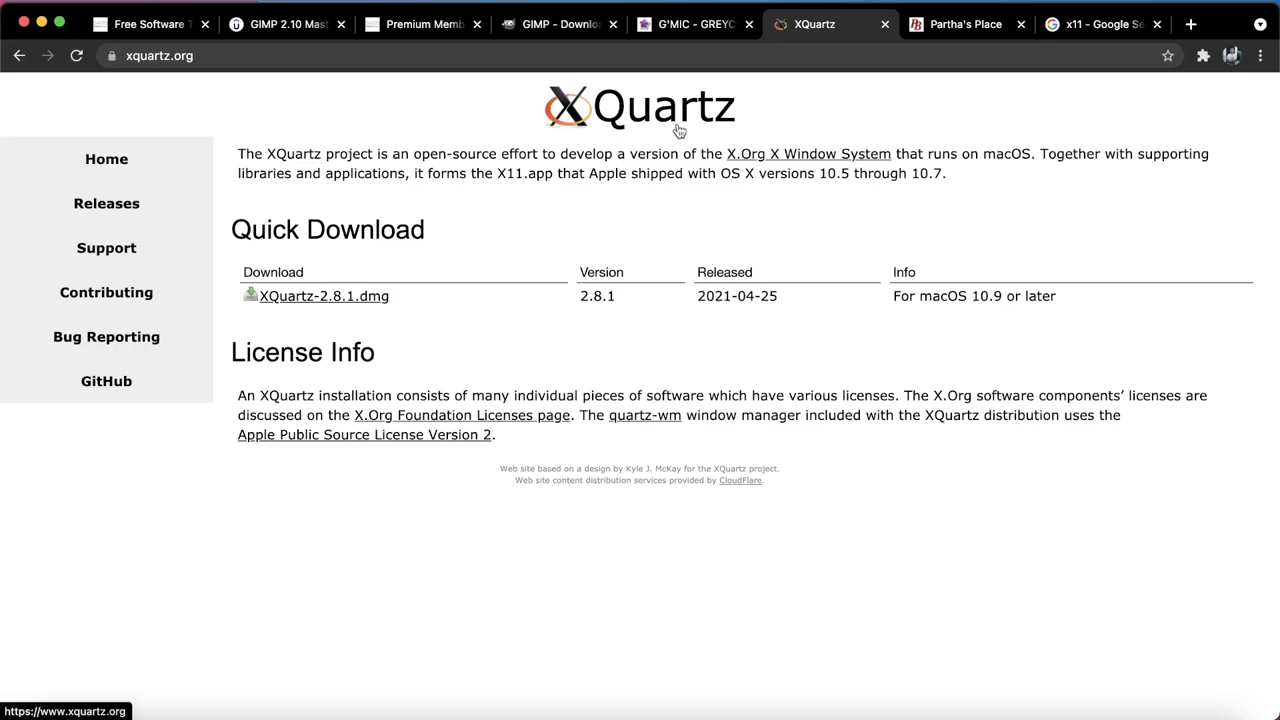 Free Software T
GIMP 2.10 Mast
Premium Memb
GIMP - Downloa
G'MIC - GREYC
XQuartz
Partha's Place
x11 - Google Se
xquartz.org
XQuartz
Home
Releases
Support
Contributing
Bug Reporting
GitHub
The XQuartz project is an open-source effort to develop a version of the X.Org X Window System that runs on macOS. Together with supporting
libraries and applications, it forms the X11.app that Apple shipped with OS X versions 10.5 through 10.7.
Quick Download
Download Version Released Info
XQuartz-2.8.1.dmg 2.8.1 2021-04-25 For macOS 10.9 or later
License Info
An XQuartz installation consists of many individual pieces of software which have various licenses. The X.Org software components’ licenses are
discussed on the X.Org Foundation Licenses page. The quartz-wm window manager included with the XQuartz distribution uses the
Apple Public Source License Version 2.
Web site based on a design by Kyle J. McKay for the XQuartz project.
Web site content distribution services provided by CloudFlare.
https://www.xquartz.org